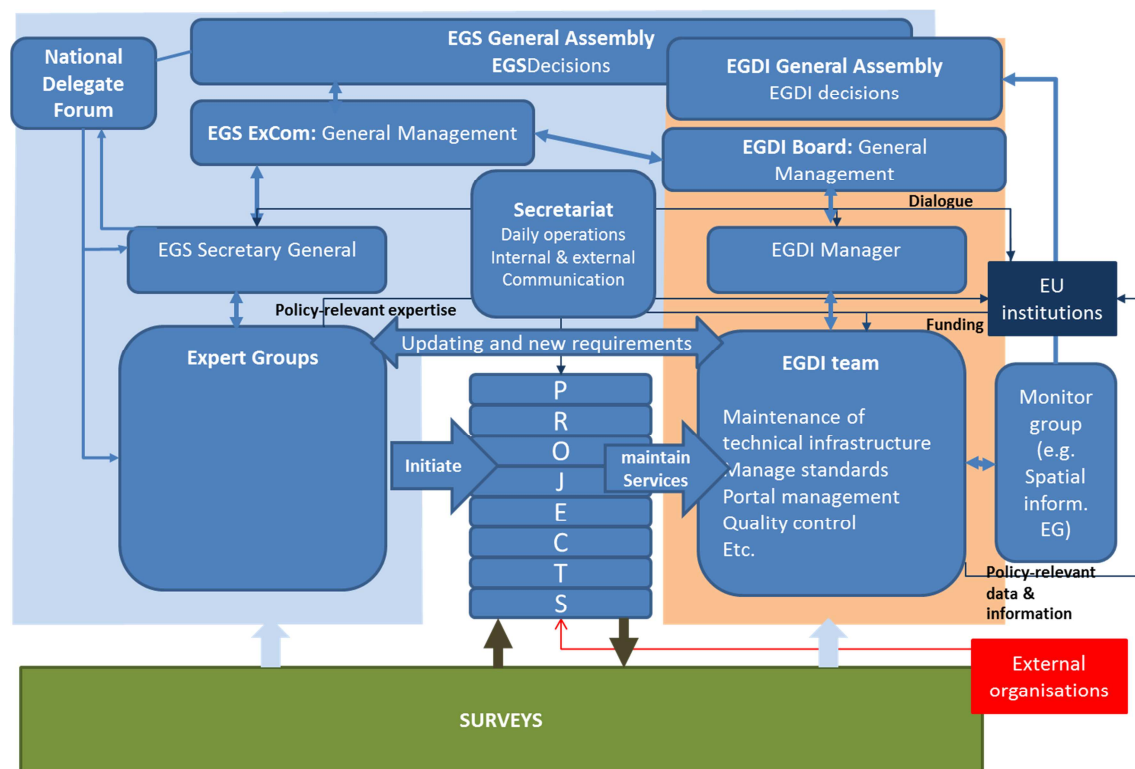 EGS General Assembly
EGSDecisions
National
Delegate
Forum
EGDI General Assembly
EGDI decisions
EGS ExCom: General Management
EGDI Board: General
Management
Dialogue
Secretariat
Daily operations
Internal & external
Communication
EGS Secretary General
EGDI Manager
EU
institutions
Policy-relevant expertise
Funding
Updating and new requirements
Expert Groups
EGDI team
Maintenance of
technical infrastructure
Manage standards
Portal management
Quality control
Etc.
Monitor
group
(e.g.
Spatial
inform.
EG)
P
R
O
J
E
C
T
S
Initiate
maintain
Services
Policy-relevant
data &
information
External
organisations
SURVEYS